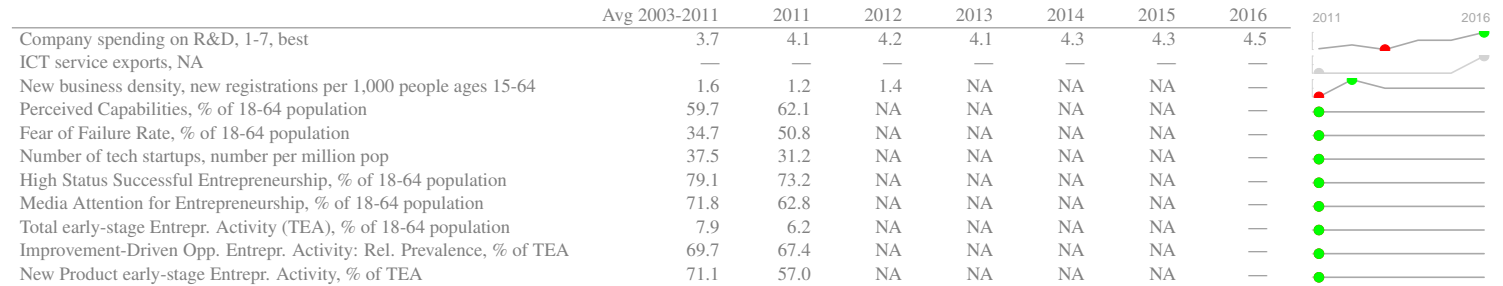 Avg 2003-2011 2011 2012 2013 2014 2015 2016 2011 2016
Company spending on R&D, 1-7, best 3.7 4.1 4.2 4.1 4.3 4.3 4.5
ICT service exports, NA — — — — — — —
New business density, new registrations per 1,000 people ages 15-64 1.6 1.2 1.4 NA NA NA —
Perceived Capabilities, % of 18-64 population 59.7 62.1 NA NA NA NA —
Fear of Failure Rate, % of 18-64 population 34.7 50.8 NA NA NA NA —
Number of tech startups, number per million pop 37.5 31.2 NA NA NA NA —
High Status Successful Entrepreneurship, % of 18-64 population 79.1 73.2 NA NA NA NA —
Media Attention for Entrepreneurship, % of 18-64 population 71.8 62.8 NA NA NA NA —
Total early-stage Entrepr. Activity (TEA), % of 18-64 population 7.9 6.2 NA NA NA NA —
Improvement-Driven Opp. Entrepr. Activity: Rel. Prevalence, % of TEA 69.7 67.4 NA NA NA NA —
New Product early-stage Entrepr. Activity, % of TEA 71.1 57.0 NA NA NA NA —